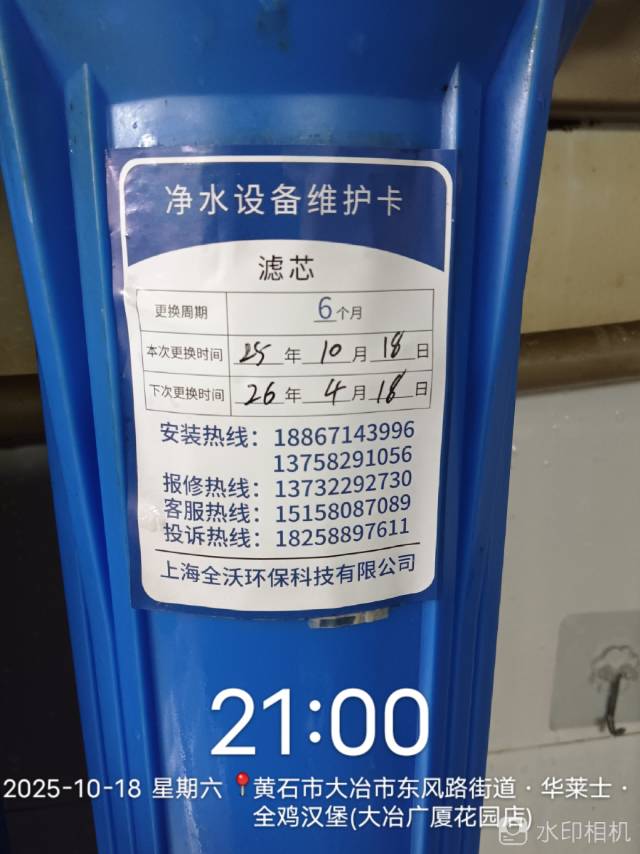 净水设备维护卡
滤芯
更换周期 6个月
本次更换时间 25年10月18日
下次更换时间 26年4月18日
安装热线：18867143996
13758291056
报修热线：13732292730
客服热线：15158087089
投诉热线：18258897611
上海全沃环保科技有限公司
21:00
2025-10-18 星期六 黄石市大冶市东风路街道·华莱士·
全鸡汉堡(大冶广厦花园店)
水印相机